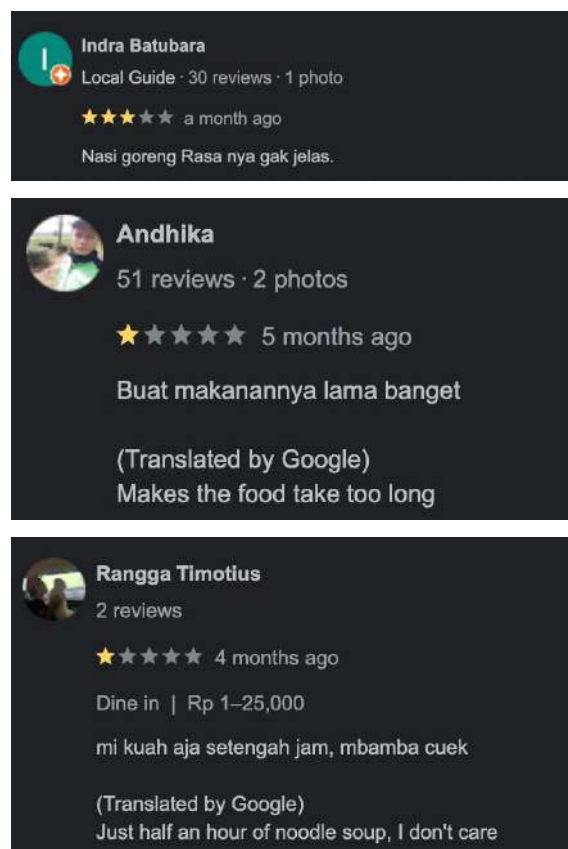 Indra Batubara
Local Guide · 30 reviews · 1 photo
a month ago
Nasi goreng Rasa nya gak jelas.
Andhika
51 reviews · 2 photos
5 months ago
Buat makanannya lama banget
(Translated by Google)
Makes the food take too long
Rangga Timotius
2 reviews
4 months ago
Dine in | Rp 1–25,000
mi kuah aja setengah jam, mbamba cuek
(Translated by Google)
Just half an hour of noodle soup, I don't care